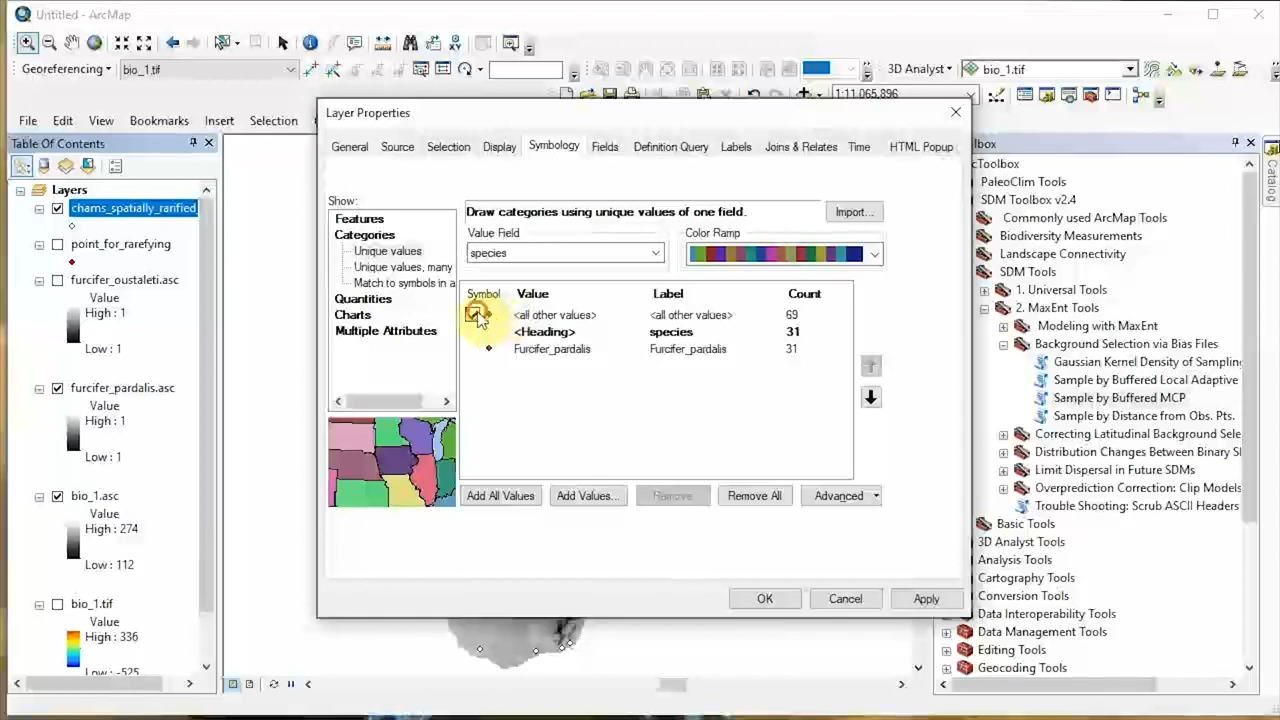 Untitled - ArcMap
Georeferencing
bio_1.tif
3D Analyst
bio_1.tif
1:11,065,896
File
Edit
View
Bookmarks
Insert
Selection
Table Of Contents
Layers
chams_spatially_rarified
point_for_rarefying
furcifer_oustaleti.asc
Value
High : 1
Low : 1
furcifer_pardalis.asc
Value
High : 1
Low : 1
bio_1.asc
Value
High : 274
Low : 112
bio_1.tif
Value
High : 336
Low : -525
Layer Properties
General
Source
Selection
Display
Symbology
Fields
Definition Query
Labels
Joins & Relates
Time
HTML Popup
Show:
Features
Categories
Unique values
Unique values, many
Match to symbols in a
Quantities
Charts
Multiple Attributes
Draw categories using unique values of one field.
Import...
Value Field
species
Color Ramp
Symbol Value Label Count
<all other values> <all other values> 69
<Heading> species 31
Furcifer_pardalis Furcifer_pardalis 31
Add All Values
Add Values...
Remove
Remove All
Advanced
OK
Cancel
Apply
lbox
cToolbox
PaleoClim Tools
SDM Toolbox v2.4
Commonly used ArcMap Tools
Biodiversity Measurements
Landscape Connectivity
SDM Tools
1. Universal Tools
2. MaxEnt Tools
Modeling with MaxEnt
Background Selection via Bias Files
Gaussian Kernel Density of Sampling
Sample by Buffered Local Adaptive
Sample by Buffered MCP
Sample by Distance from Obs. Pts.
Correcting Latitudinal Background Sele
Distribution Changes Between Binary S
Limit Dispersal in Future SDMs
Overprediction Correction: Clip Models
Trouble Shooting: Scrub ASCII Headers
Basic Tools
3D Analyst Tools
Analysis Tools
Cartography Tools
Conversion Tools
Data Interoperability Tools
Data Management Tools
Editing Tools
Geocoding Tools
Catalog